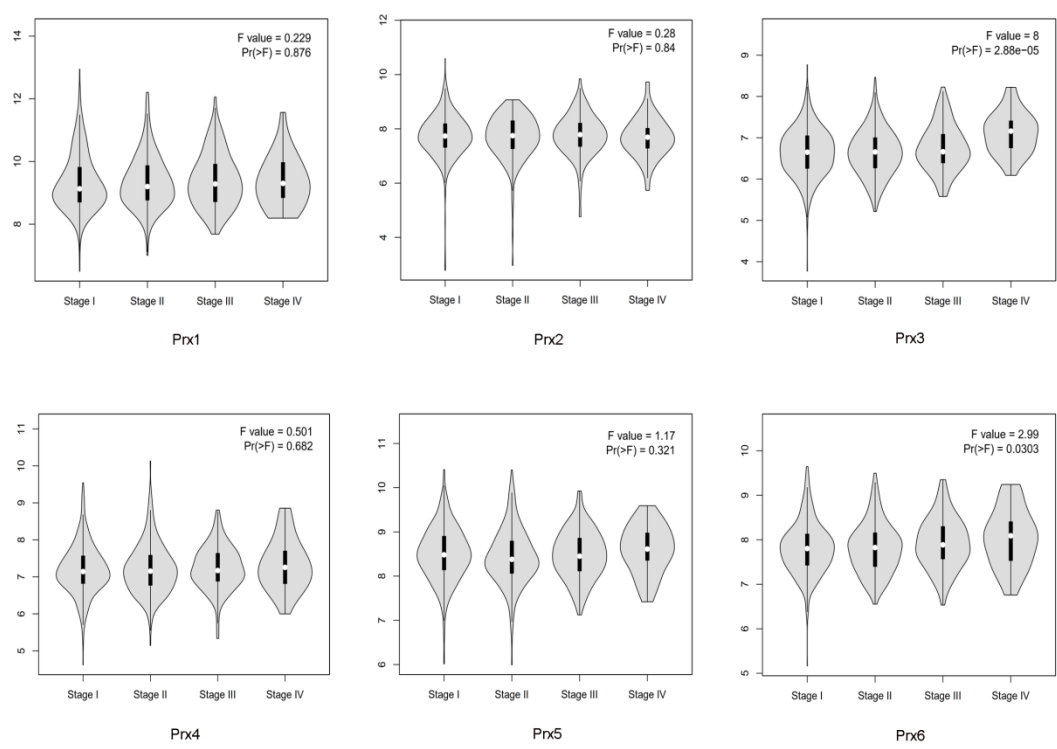 F value = 0.229
Pr(>F) = 0.876
14
12
10
8
Stage I
Stage II
Stage III
Stage IV
Prx1
F value = 0.28
Pr(>F) = 0.84
12
10
8
6
4
Stage I
Stage II
Stage III
Stage IV
Prx2
F value = 8
Pr(>F) = 2.88e−05
9
8
7
6
5
4
Stage I
Stage II
Stage III
Stage IV
Prx3
F value = 0.501
Pr(>F) = 0.682
11
10
9
8
7
6
5
Stage I
Stage II
Stage III
Stage IV
Prx4
F value = 1.17
Pr(>F) = 0.321
11
10
9
8
7
6
Stage I
Stage II
Stage III
Stage IV
Prx5
F value = 2.99
Pr(>F) = 0.0303
10
9
8
7
6
5
Stage I
Stage II
Stage III
Stage IV
Prx6